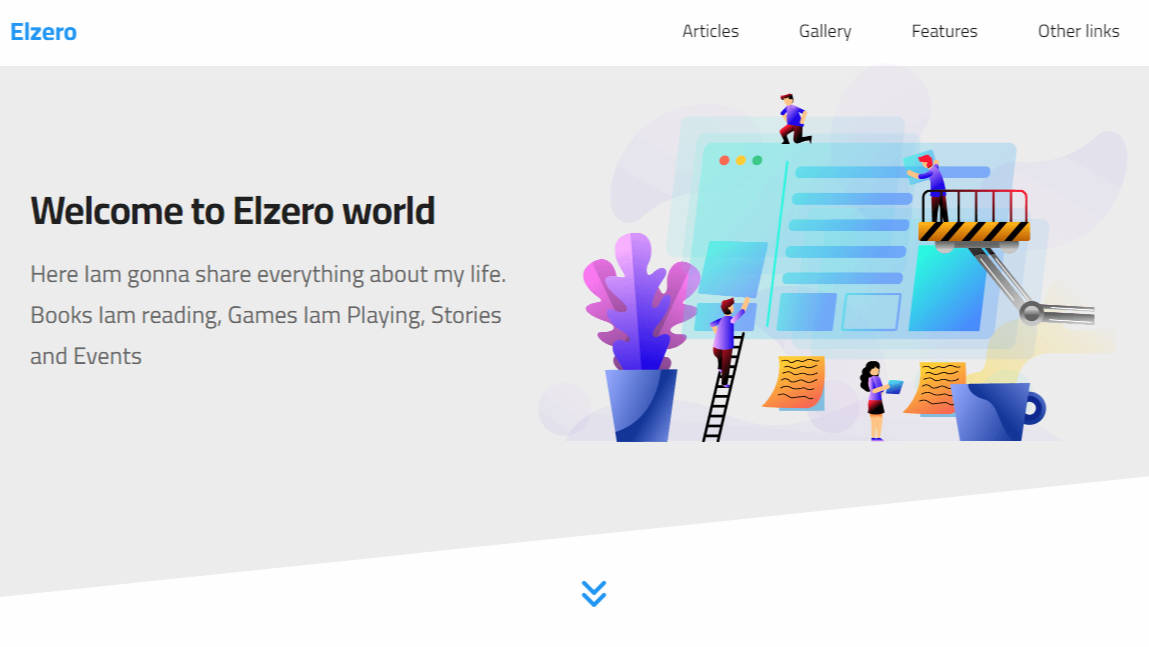 Elzero
Articles
Gallery
Features
Other links
Welcome to Elzero world
Here Iam gonna share everything about my life.
Books Iam reading, Games Iam Playing, Stories
and Events